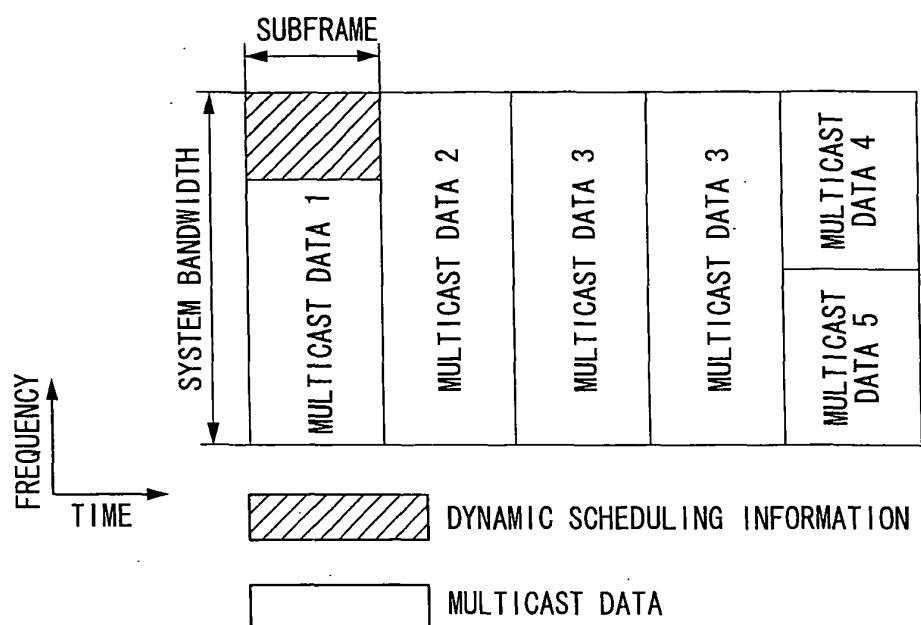 SUBFRAME
SYSTEM BANDWIDTH
MULTICAST DATA 1
MULTICAST DATA 2
MULTICAST DATA 3
MULTICAST DATA 3
MULTICAST
DATA 4
MULTICAST
DATA 5
FREQUENCY
TIME
DYNAMIC SCHEDULING INFORMATION
MULTICAST DATA